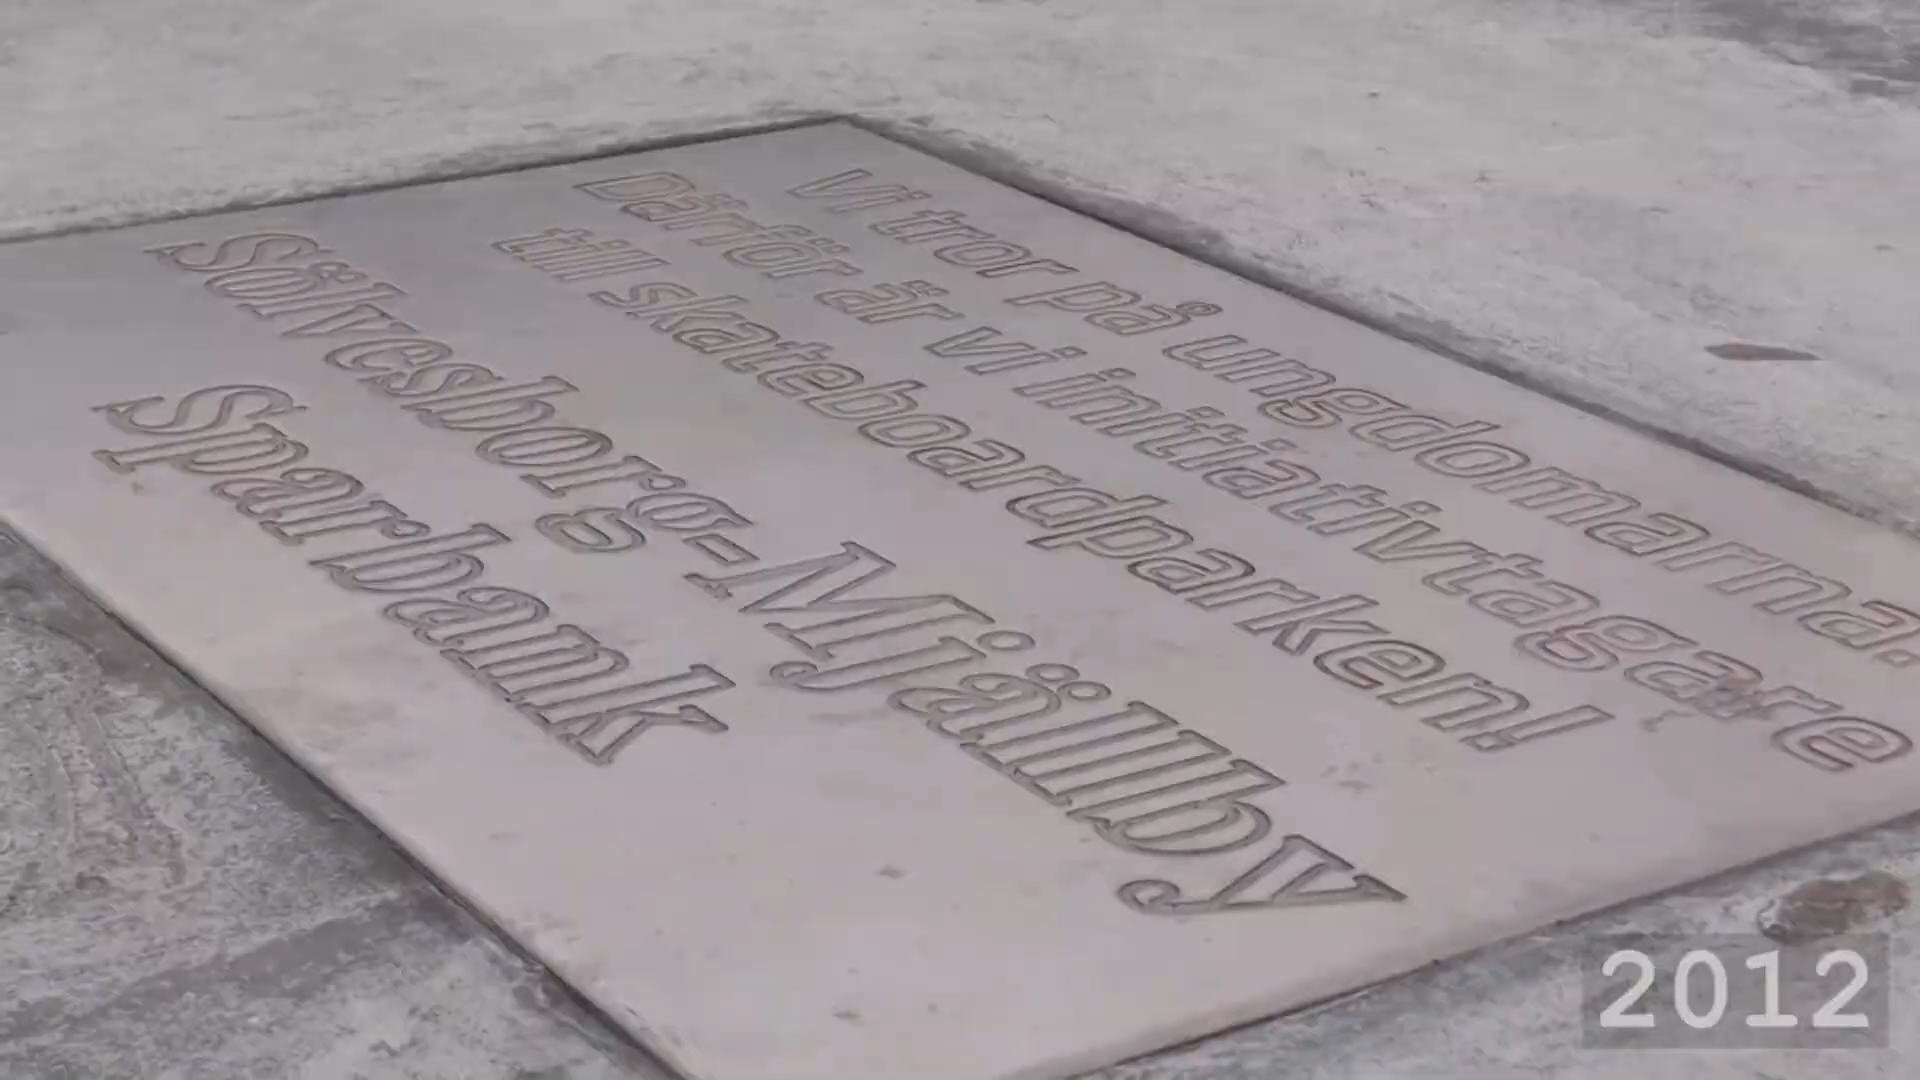 Vi tror på ungdomarna.
Därför är vi initiativtagare
till skateboardparken!
Sölvesborg-Mjällby
Sparbank
2012